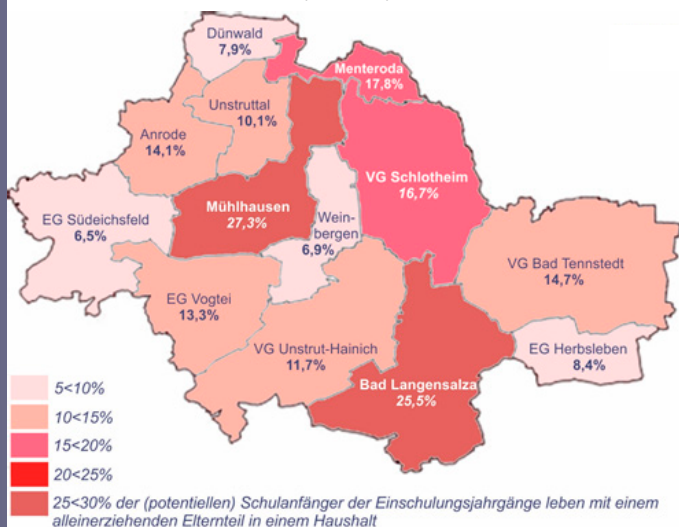 Dünwald
7,9%
Menteroda
17,8%
Unstruttal
10,1%
Anrode
14,1%
VG Schlotheim
16,7%
Mühlhausen
27,3%
Wein-
bergen
6,9%
EG Südeichsfeld
6,5%
VG Bad Tennstedt
14,7%
EG Vogtei
13,3%
VG Unstrut-Hainich
11,7%
EG Herbsleben
8,4%
Bad Langensalza
25,5%
5<10%
10<15%
15<20%
20<25%
25<30% der (potentiellen) Schulanfänger der Einschulungsjahrgänge leben mit einem
alleinerziehenden Elternteil in einem Haushalt